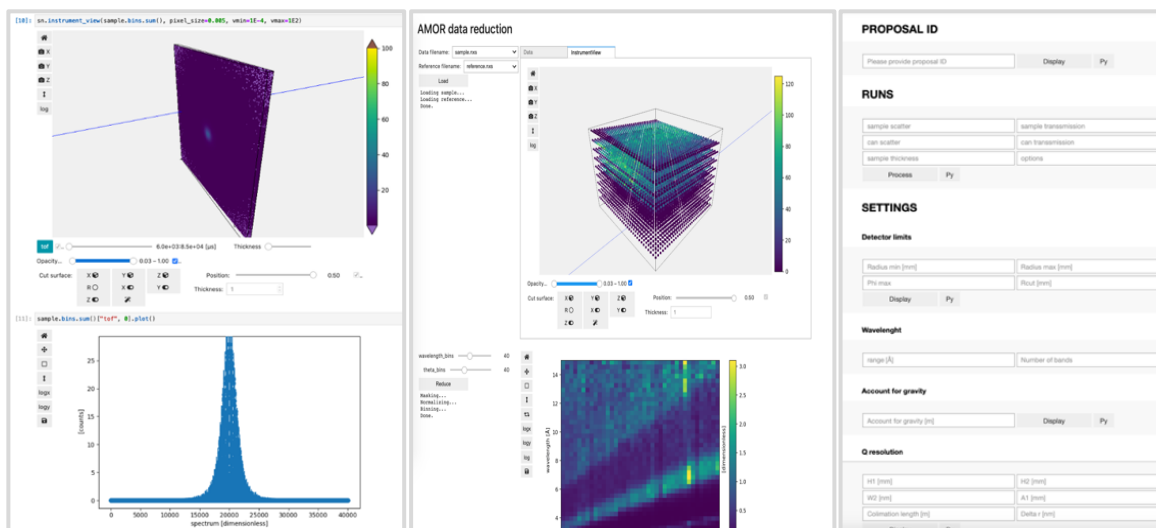 [10]: sn.instrument_view(sample.bins.sum(), pixel_size=0.005, vmin=1E-4, vmax=1E2)
X
Y
Z
log
100
80
60
40
20
tof
6.0e+03:8.5e+04 [μs]
Thickness
Opacity...
0.03 – 1.00
Cut surface:
X
Y
Z
R
X
Y
Z
Position:
0.50
Thickness:
1
[11]: sample.bins.sum()["tof", 0].plot()
logx
logy
[counts]
25
20
15
10
5
0
0 5000 10000 15000 20000 25000 30000 35000 40000
spectrum [dimensionless]
AMOR data reduction
Data filename: sample.nxs
Reference filename: reference.nxs
Load
Loading sample...
Loading reference...
Done.
Data
InstrumentView
X
Y
Z
log
120
100
80
60
40
20
0
Opacity...
0.03 – 1.00
Cut surface:
X
Y
Z
R
X
Y
Z
Position:
0.50
Thickness:
1
wavelength_bins
40
theta_bins
40
Reduce
Masking...
Normalizing...
Binning...
Done.
logx
logy
log
wavelength [Å]
14
12
10
8
6
4
3.0
2.5
2.0
1.5
1.0
0.5
[dimensionless]
PROPOSAL ID
Please provide proposal ID
Display
Py
RUNS
sample scatter
sample transmission
can scatter
can transmission
sample thickness
options
Process
Py
SETTINGS
Detector limits
Radius min [mm]
Radius max [mm]
Phi max
Rcut [mm]
Display
Py
Wavelenght
range [Å]
Number of bands
Account for gravity
Account for gravity [m]
Display
Py
Q resolution
H1 [mm]
H2 [mm]
W2 [mm]
A1 [mm]
Colimation length [m]
Delta r [mm]